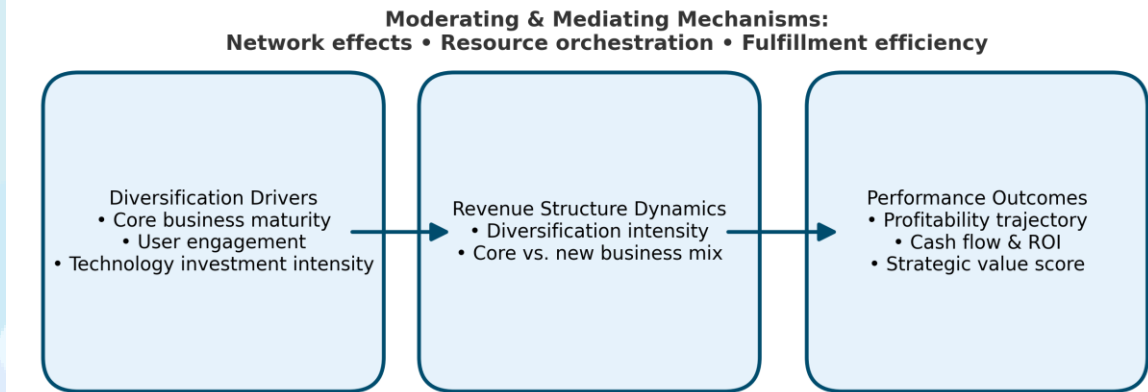 Moderating & Mediating Mechanisms:
Network effects • Resource orchestration • Fulfillment efficiency
Diversification Drivers
• Core business maturity
• User engagement
• Technology investment intensity
Revenue Structure Dynamics
• Diversification intensity
• Core vs. new business mix
Performance Outcomes
• Profitability trajectory
• Cash flow & ROI
• Strategic value score